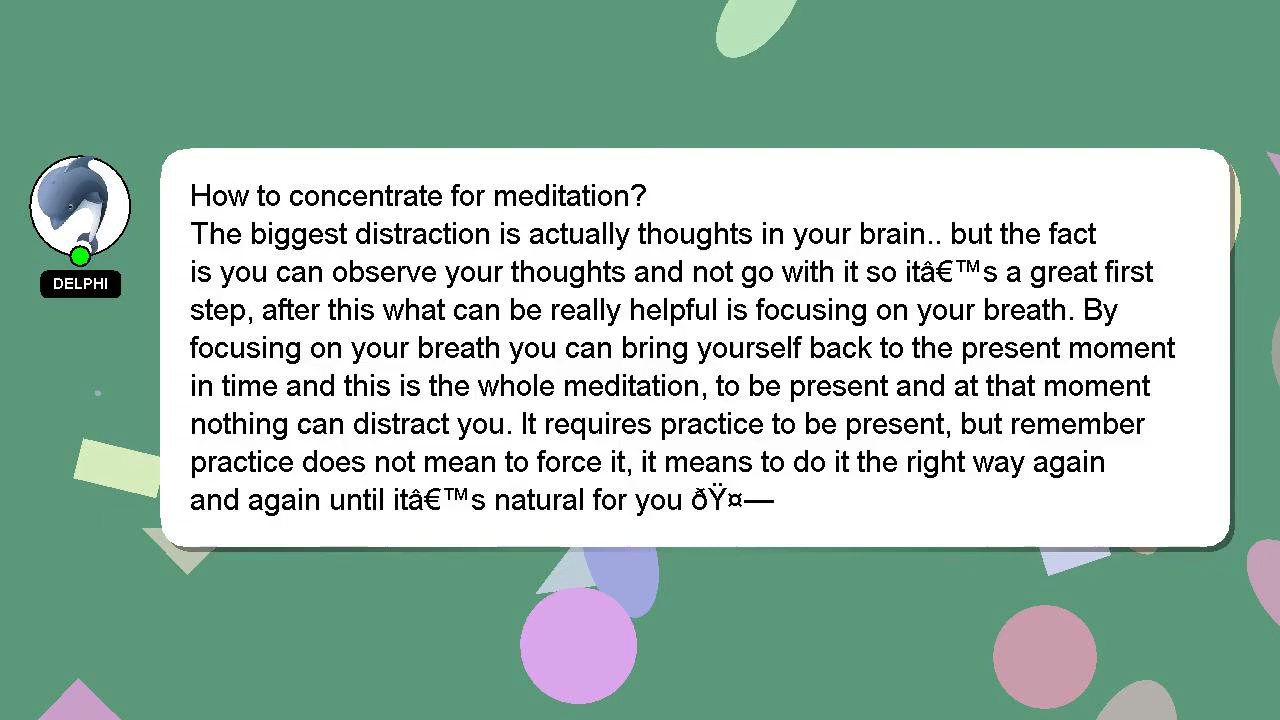 DELPHI
How to concentrate for meditation?
The biggest distraction is actually thoughts in your brain.. but the fact
is you can observe your thoughts and not go with it so itâ€™s a great first
step, after this what can be really helpful is focusing on your breath. By
focusing on your breath you can bring yourself back to the present moment
in time and this is the whole meditation, to be present and at that moment
nothing can distract you. It requires practice to be present, but remember
practice does not mean to force it, it means to do it the right way again
and again until itâ€™s natural for you ðŸ¤—